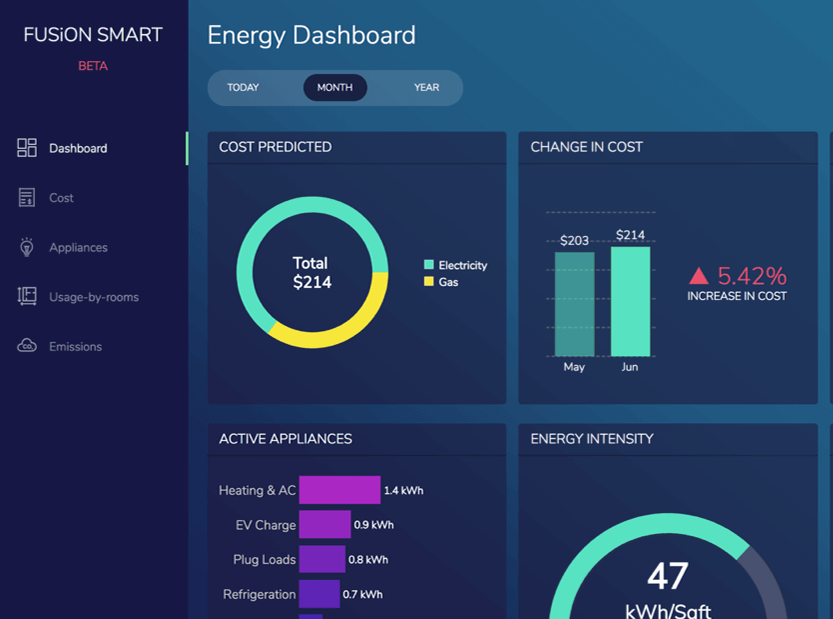 FUSiON SMART
BETA
Dashboard
Cost
Appliances
Usage-by-rooms
Emissions
Energy Dashboard
TODAY MONTH YEAR
COST PREDICTED
Total
$214
Electricity
Gas
CHANGE IN COST
$203 $214
May Jun
5.42%
INCREASE IN COST
ACTIVE APPLIANCES
Heating & AC 1.4 kWh
EV Charge 0.9 kWh
Plug Loads 0.8 kWh
Refrigeration 0.7 kWh
ENERGY INTENSITY
47
kWh/Sqft